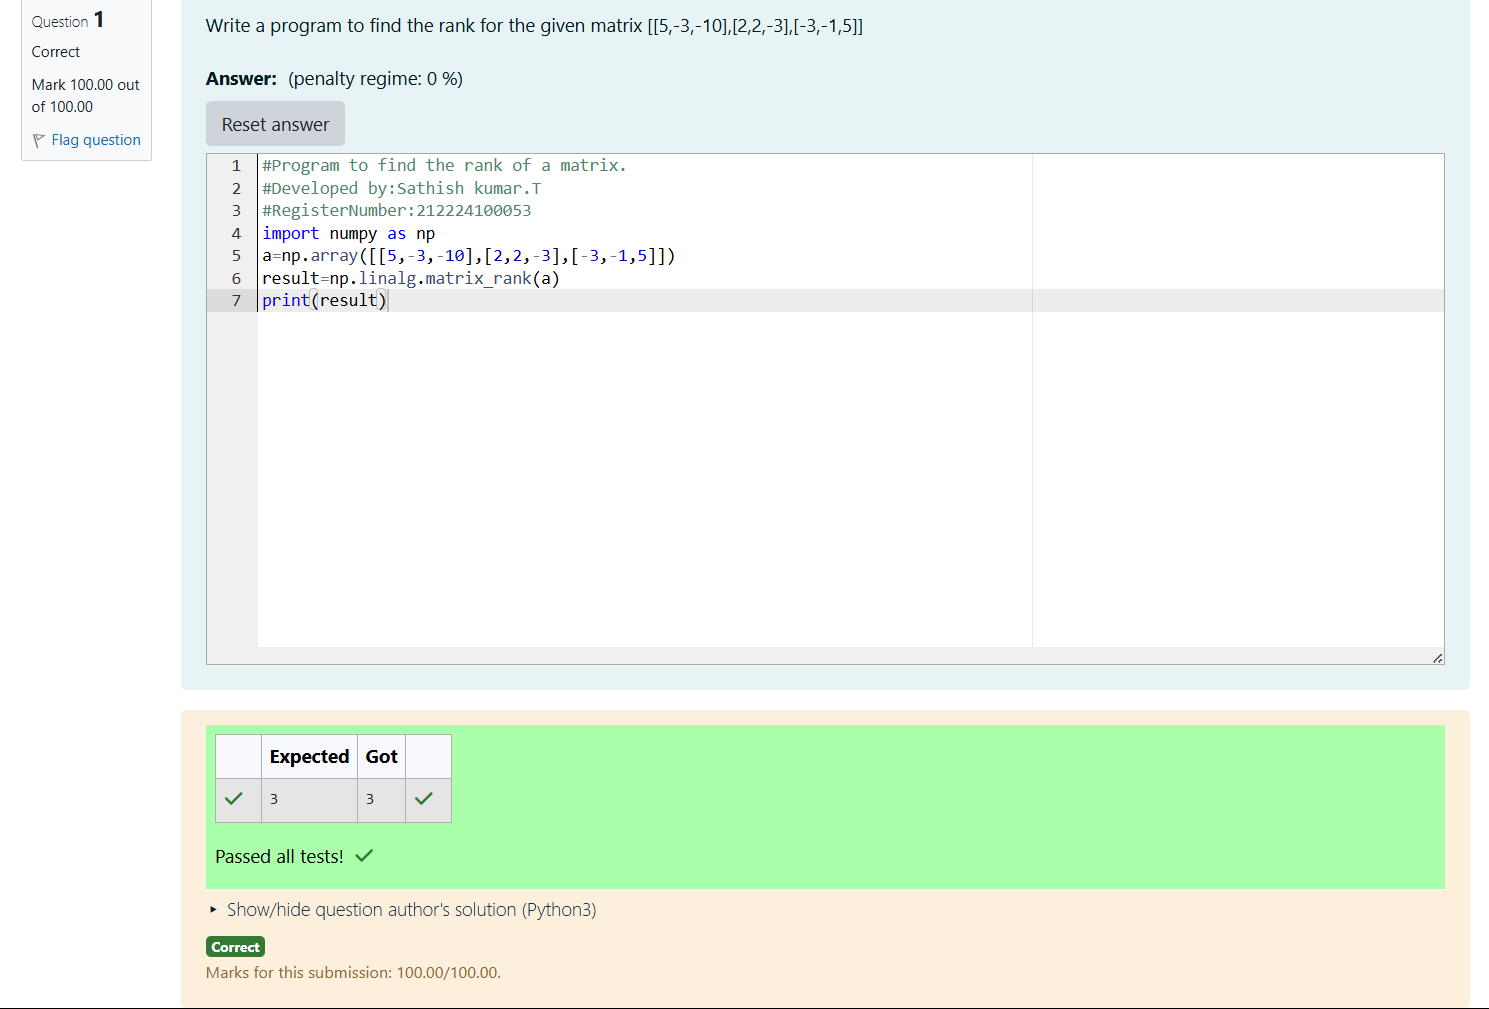 Question 1
Correct
Mark 100.00 out
of 100.00
Flag question
Write a program to find the rank for the given matrix [[5,-3,-10],[2,2,-3],[-3,-1,5]]
Answer: (penalty regime: 0 %)
Reset answer
1 #Program to find the rank of a matrix.
2 #Developed by:Sathish kumar.T
3 #RegisterNumber:212224100053
4 import numpy as np
5 a=np.array([[5,-3,-10],[2,2,-3],[-3,-1,5]])
6 result=np.linalg.matrix_rank(a)
7 print(result)
Expected Got
3 3
Passed all tests!
Show/hide question author's solution (Python3)
Correct
Marks for this submission: 100.00/100.00.